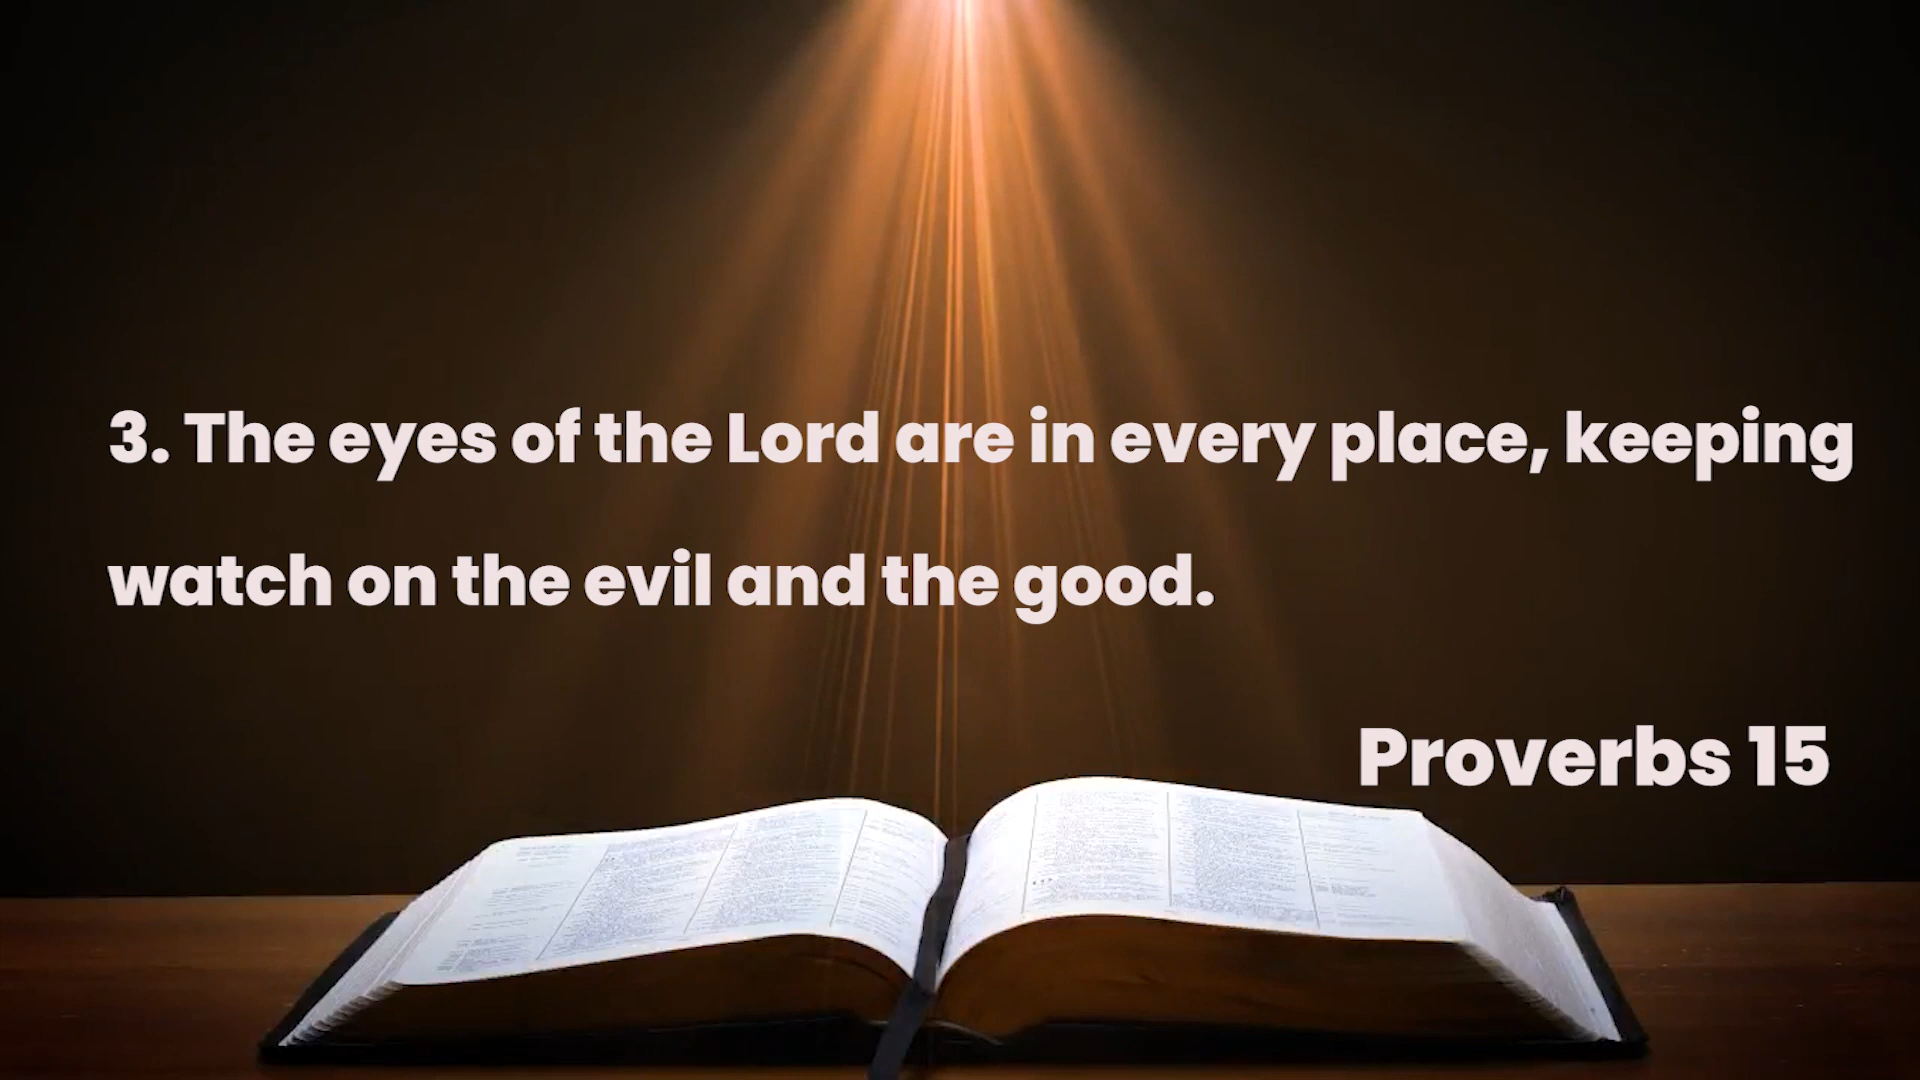 3. The eyes of the Lord are in every place, keeping
watch on the evil and the good.
Proverbs 15